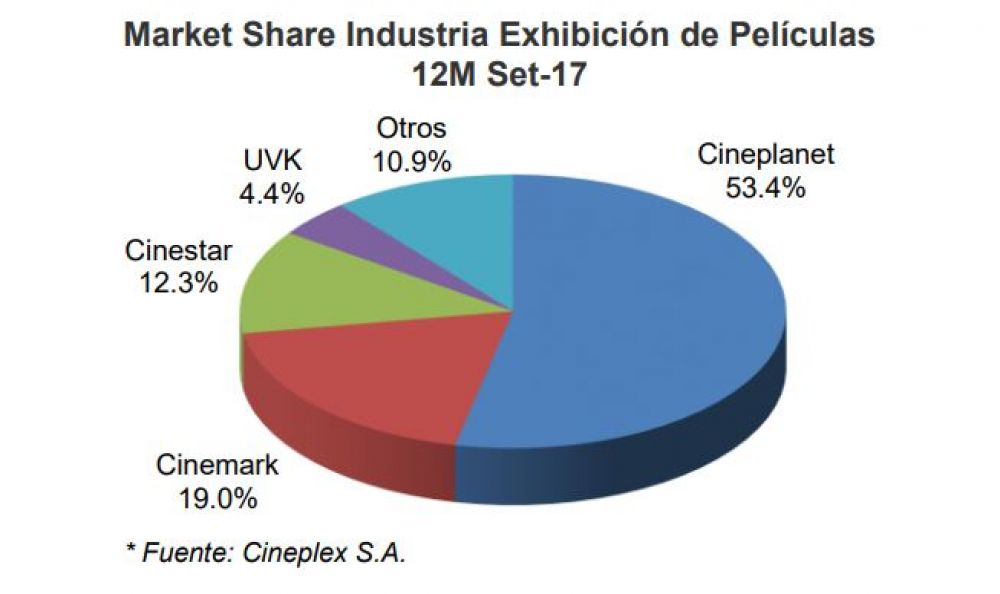 Market Share Industria Exhibición de Películas
12M Set-17
Otros
10.9%
UVK
4.4%
Cineplanet
53.4%
Cinestar
12.3%
Cinemark
19.0%
* Fuente: Cineplex S.A.